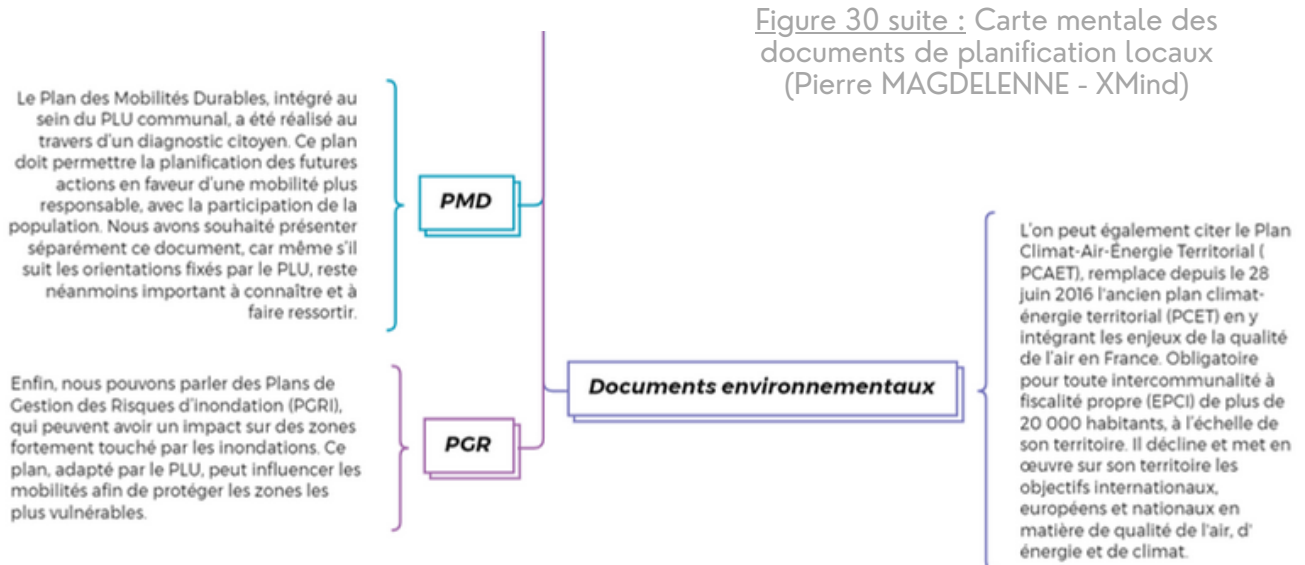 Figure 30 suite : Carte mentale des
documents de planification locaux
(Pierre MAGDELENNE - XMind)
Le Plan des Mobilités Durables, intégré au
sein du PLU communal, a été réalisé au
travers d'un diagnostic citoyen. Ce plan
doit permettre la planification des futures
actions en faveur d'une mobilité plus
responsable, avec la participation de la
population. Nous avons souhaité présenter
séparément ce document, car même s'il
suit les orientations fixés par le PLU, reste
néanmoins important à connaître et à
faire ressortir.
PMD
Enfin, nous pouvons parler des Plans de
Gestion des Risques d'inondation (PGRI),
qui peuvent avoir un impact sur des zones
fortement touché par les inondations. Ce
plan, adapté par le PLU, peut influencer les
mobilités afin de protéger les zones les
plus vulnérables.
PGR
Documents environnementaux
L'on peut également citer le Plan
Climat-Air-Énergie Territorial (
PCAET), remplace depuis le 28
juin 2016 l'ancien plan climat-
énergie territorial (PCET) en y
intégrant les enjeux de la qualité
de l'air en France. Obligatoire
pour toute intercommunalité à
fiscalité propre (EPCI) de plus de
20 000 habitants, à l'échelle de
son territoire. Il décline et met en
œuvre sur son territoire les
objectifs internationaux,
européens et nationaux en
matière de qualité de l'air, d'
énergie et de climat.